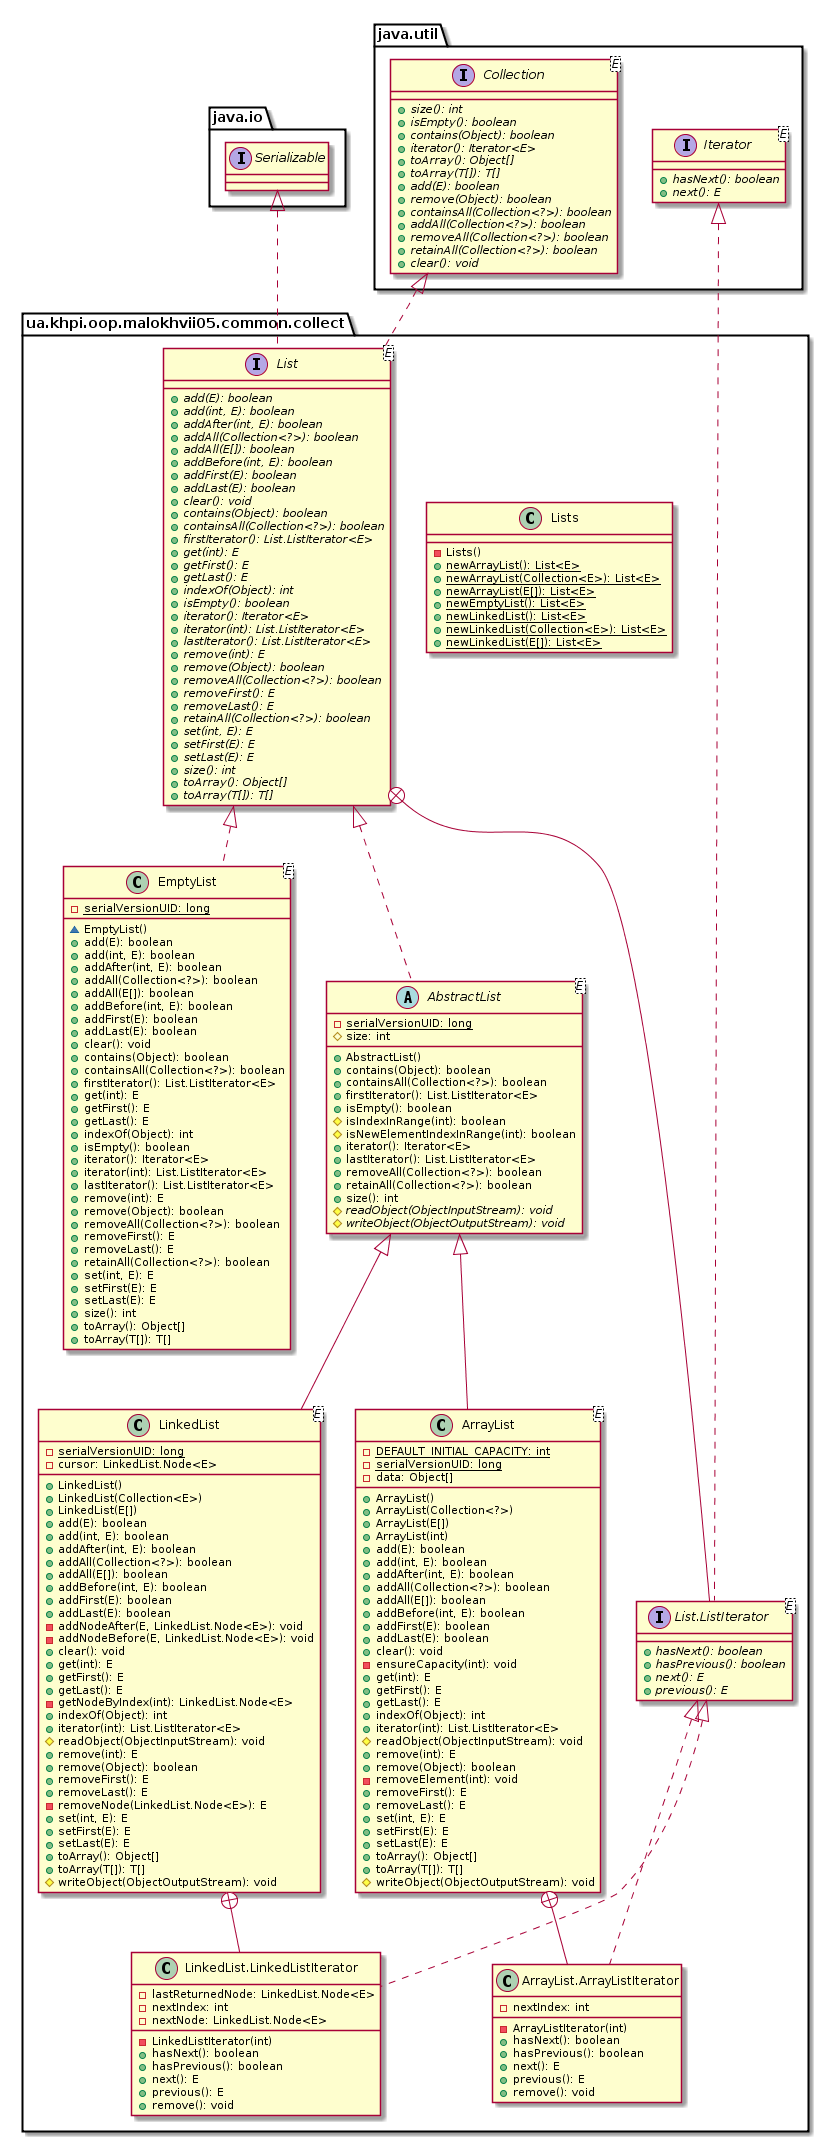 java.util
I Collection E
size(): int
isEmpty(): boolean
contains(Object): boolean
iterator(): Iterator<E>
toArray(): Object[]
toArray(T[]): T[]
add(E): boolean
remove(Object): boolean
containsAll(Collection<?>): boolean
addAll(Collection<?>): boolean
removeAll(Collection<?>): boolean
retainAll(Collection<?>): boolean
clear(): void
I Iterator E
hasNext(): boolean
next(): E
java.io
I Serializable
ua.khpi.oop.malokhvii05.common.collect
I List E
add(E): boolean
add(int, E): boolean
addAfter(int, E): boolean
addAll(Collection<?>): boolean
addAll(E[]): boolean
addBefore(int, E): boolean
addFirst(E): boolean
addLast(E): boolean
clear(): void
contains(Object): boolean
containsAll(Collection<?>): boolean
firstIterator(): List.ListIterator<E>
get(int): E
getFirst(): E
getLast(): E
indexOf(Object): int
isEmpty(): boolean
iterator(): Iterator<E>
iterator(int): List.ListIterator<E>
lastIterator(): List.ListIterator<E>
remove(int): E
remove(Object): boolean
removeAll(Collection<?>): boolean
removeFirst(): E
removeLast(): E
retainAll(Collection<?>): boolean
set(int, E): E
setFirst(E): E
setLast(E): E
size(): int
toArray(): Object[]
toArray(T[]): T[]
C Lists
Lists()
newArrayList(): List<E>
newArrayList(Collection<E>): List<E>
newArrayList(E[]): List<E>
newEmptyList(): List<E>
newLinkedList(): List<E>
newLinkedList(Collection<E>): List<E>
newLinkedList(E[]): List<E>
C EmptyList E
serialVersionUID: long
EmptyList()
add(E): boolean
add(int, E): boolean
addAfter(int, E): boolean
addAll(Collection<?>): boolean
addAll(E[]): boolean
addBefore(int, E): boolean
addFirst(E): boolean
addLast(E): boolean
clear(): void
contains(Object): boolean
containsAll(Collection<?>): boolean
firstIterator(): List.ListIterator<E>
get(int): E
getFirst(): E
getLast(): E
indexOf(Object): int
isEmpty(): boolean
iterator(): Iterator<E>
iterator(int): List.ListIterator<E>
lastIterator(): List.ListIterator<E>
remove(int): E
remove(Object): boolean
removeAll(Collection<?>): boolean
removeFirst(): E
removeLast(): E
retainAll(Collection<?>): boolean
set(int, E): E
setFirst(E): E
setLast(E): E
size(): int
toArray(): Object[]
toArray(T[]): T[]
A AbstractList E
serialVersionUID: long
size: int
AbstractList()
contains(Object): boolean
containsAll(Collection<?>): boolean
firstIterator(): List.ListIterator<E>
isEmpty(): boolean
isIndexInRange(int): boolean
isNewElementIndexInRange(int): boolean
iterator(): Iterator<E>
lastIterator(): List.ListIterator<E>
removeAll(Collection<?>): boolean
retainAll(Collection<?>): boolean
size(): int
readObject(ObjectInputStream): void
writeObject(ObjectOutputStream): void
C LinkedList E
serialVersionUID: long
cursor: LinkedList.Node<E>
LinkedList()
LinkedList(Collection<E>)
LinkedList(E[])
add(E): boolean
add(int, E): boolean
addAfter(int, E): boolean
addAll(Collection<?>): boolean
addAll(E[]): boolean
addBefore(int, E): boolean
addFirst(E): boolean
addLast(E): boolean
addNodeAfter(E, LinkedList.Node<E>): void
addNodeBefore(E, LinkedList.Node<E>): void
clear(): void
get(int): E
getFirst(): E
getLast(): E
getNodeByIndex(int): LinkedList.Node<E>
indexOf(Object): int
iterator(int): List.ListIterator<E>
readObject(ObjectInputStream): void
remove(int): E
remove(Object): boolean
removeFirst(): E
removeLast(): E
removeNode(LinkedList.Node<E>): E
set(int, E): E
setFirst(E): E
setLast(E): E
toArray(): Object[]
toArray(T[]): T[]
writeObject(ObjectOutputStream): void
C ArrayList E
DEFAULT_INITIAL_CAPACITY: int
serialVersionUID: long
data: Object[]
ArrayList()
ArrayList(Collection<?>)
ArrayList(E[])
ArrayList(int)
add(E): boolean
add(int, E): boolean
addAfter(int, E): boolean
addAll(Collection<?>): boolean
addAll(E[]): boolean
addBefore(int, E): boolean
addFirst(E): boolean
addLast(E): boolean
clear(): void
ensureCapacity(int): void
get(int): E
getFirst(): E
getLast(): E
indexOf(Object): int
iterator(int): List.ListIterator<E>
readObject(ObjectInputStream): void
remove(int): E
remove(Object): boolean
removeElement(int): void
removeFirst(): E
removeLast(): E
set(int, E): E
setFirst(E): E
setLast(E): E
toArray(): Object[]
toArray(T[]): T[]
writeObject(ObjectOutputStream): void
I List.ListIterator E
hasNext(): boolean
hasPrevious(): boolean
next(): E
previous(): E
C LinkedList.LinkedListIterator
lastReturnedNode: LinkedList.Node<E>
nextIndex: int
nextNode: LinkedList.Node<E>
LinkedListIterator(int)
hasNext(): boolean
hasPrevious(): boolean
next(): E
previous(): E
remove(): void
C ArrayList.ArrayListIterator
nextIndex: int
ArrayListIterator(int)
hasNext(): boolean
hasPrevious(): boolean
next(): E
previous(): E
remove(): void